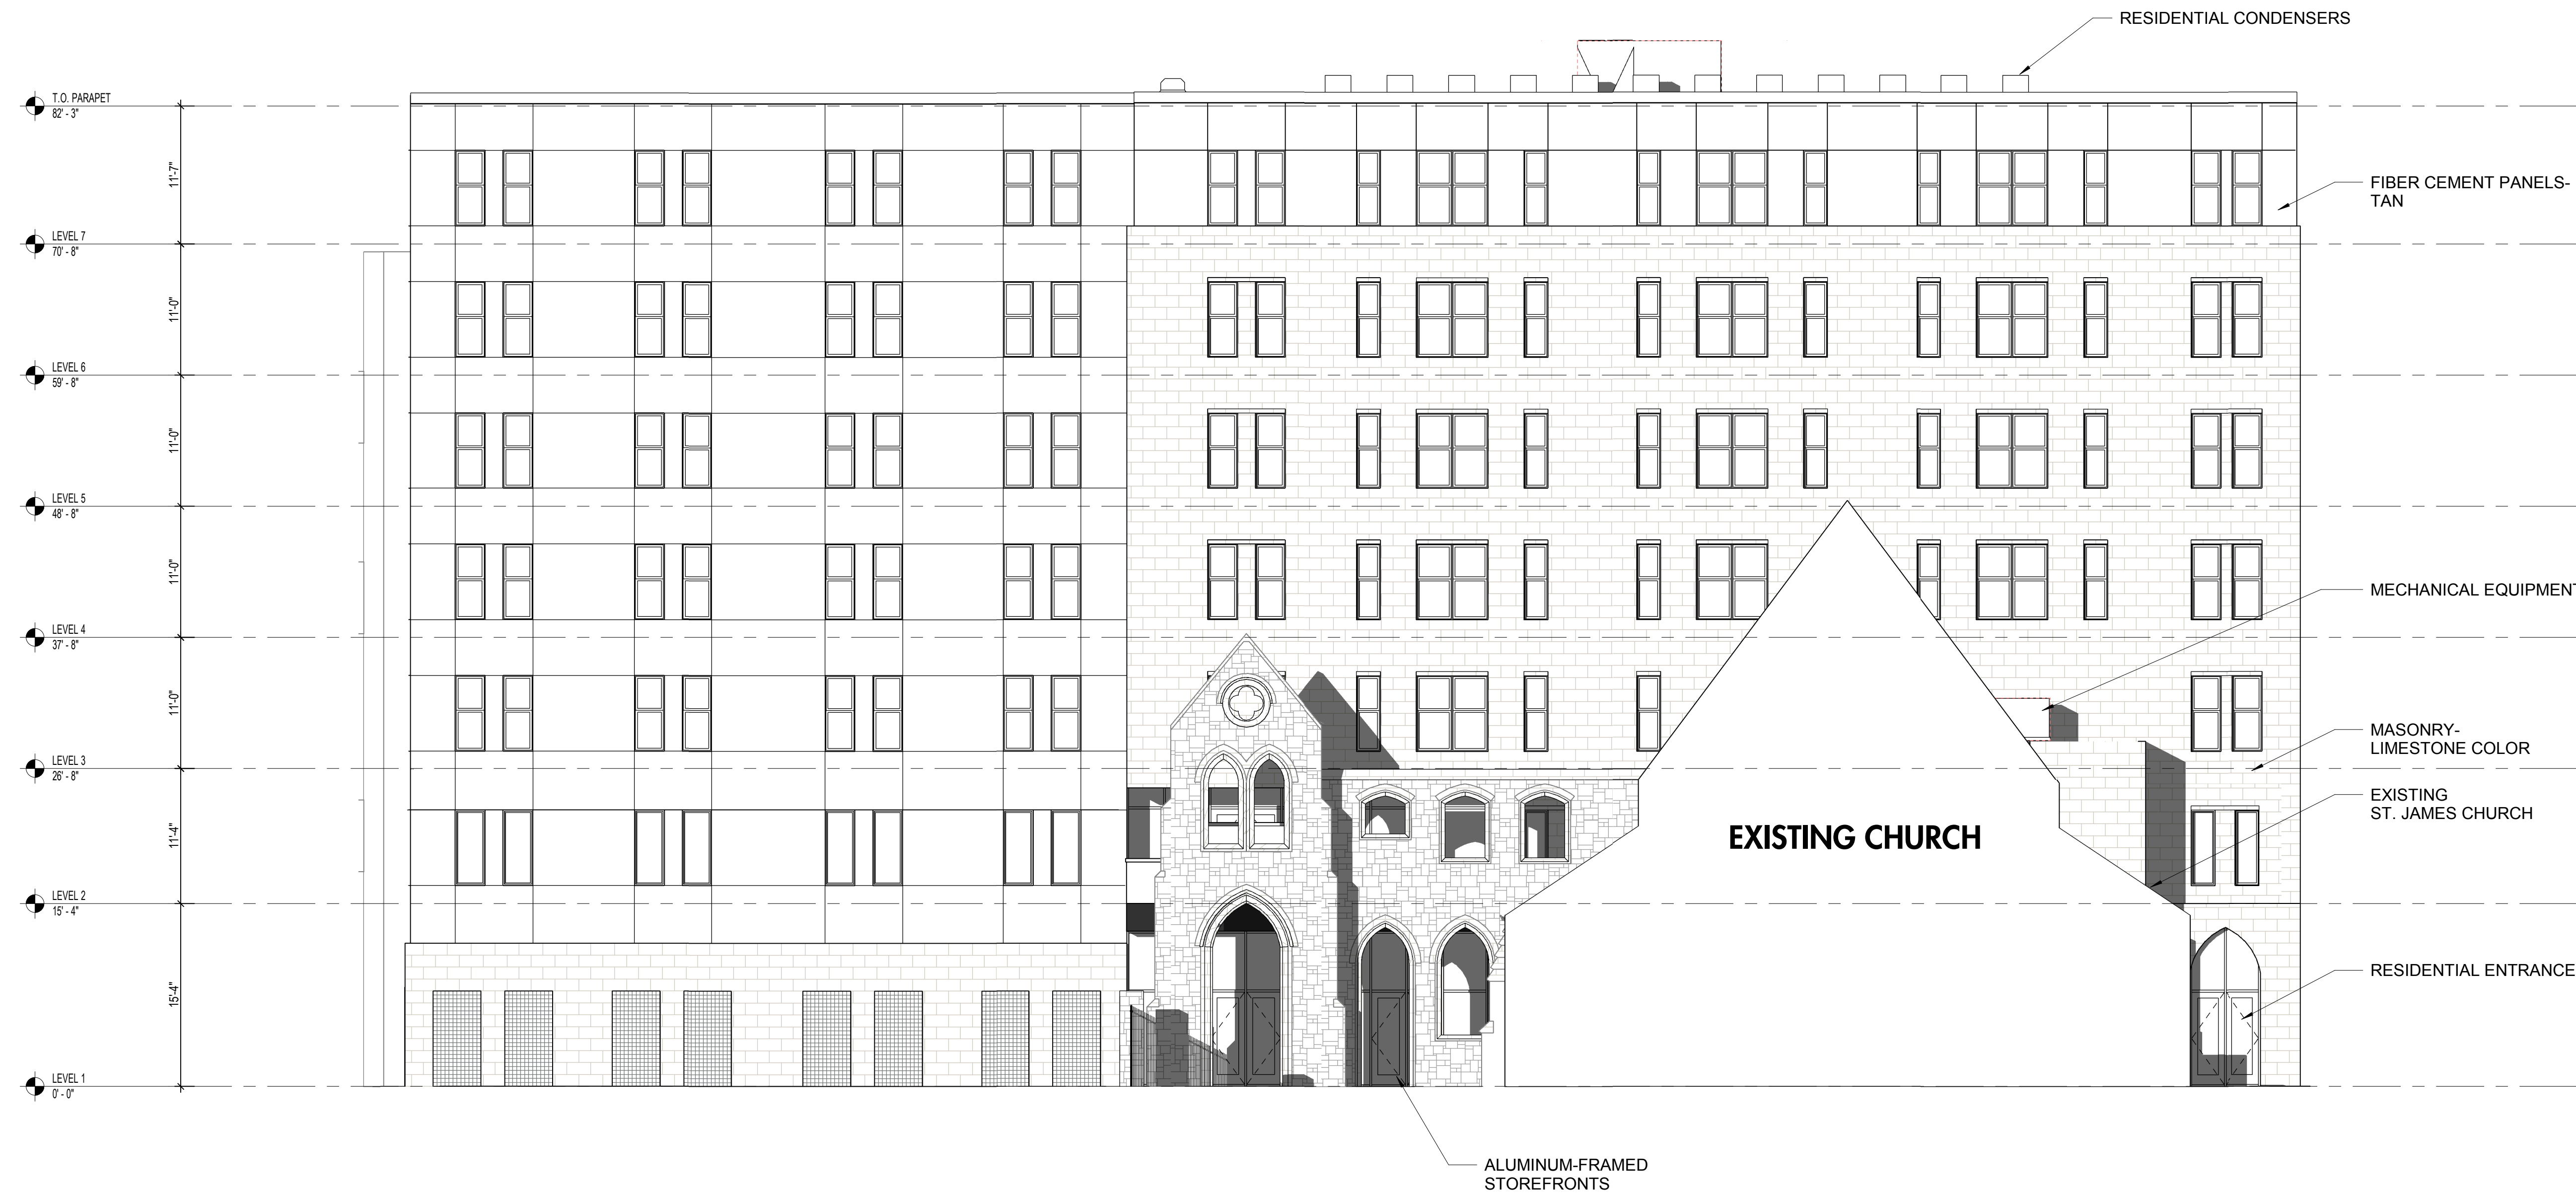 RESIDENTIAL CONDENSERS
T.O. PARAPET
82' - 3"
11'-7"
FIBER CEMENT PANELS-
TAN
LEVEL 7
70' - 8"
11'-0"
LEVEL 6
59' - 8"
11'-0"
LEVEL 5
48' - 8"
11'-0"
MECHANICAL EQUIPMENT
LEVEL 4
37' - 8"
11'-0"
MASONRY-
LIMESTONE COLOR
LEVEL 3
26' - 8"
EXISTING
ST. JAMES CHURCH
11'-4"
EXISTING CHURCH
LEVEL 2
15' - 4"
RESIDENTIAL ENTRANCE
15'-4"
LEVEL 1
0' - 0"
ALUMINUM-FRAMED
STOREFRONTS